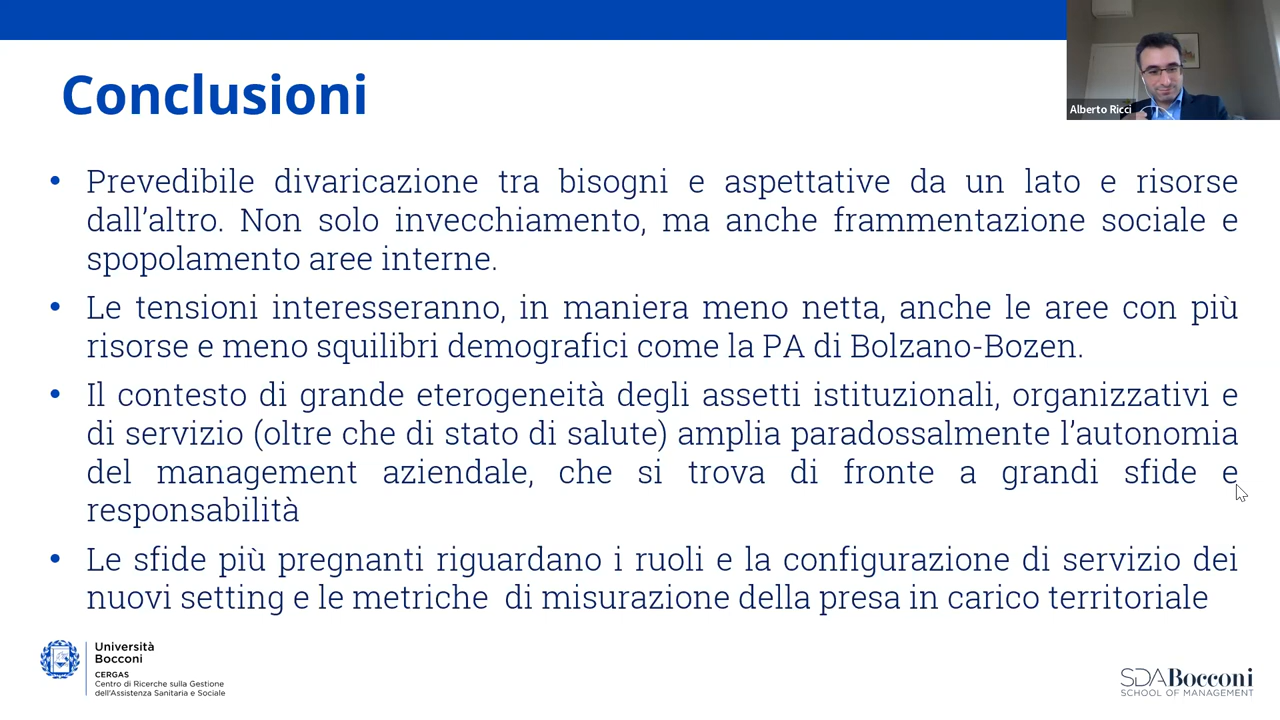 Conclusioni
Alberto Ricci
• Prevedibile divaricazione tra bisogni e aspettative da un lato e risorse
dall’altro. Non solo invecchiamento, ma anche frammentazione sociale e
spopolamento aree interne.
• Le tensioni interesseranno, in maniera meno netta, anche le aree con più
risorse e meno squilibri demografici come la PA di Bolzano-Bozen.
• Il contesto di grande eterogeneità degli assetti istituzionali, organizzativi e
di servizio (oltre che di stato di salute) amplia paradossalmente l’autonomia
del management aziendale, che si trova di fronte a grandi sfide e
responsabilità
• Le sfide più pregnanti riguardano i ruoli e la configurazione di servizio dei
nuovi setting e le metriche di misurazione della presa in carico territoriale
Università
Bocconi
CERGAS
Centro di Ricerche sulla Gestione
dell'Assistenza Sanitaria e Sociale
SDA Bocconi
SCHOOL OF MANAGEMENT